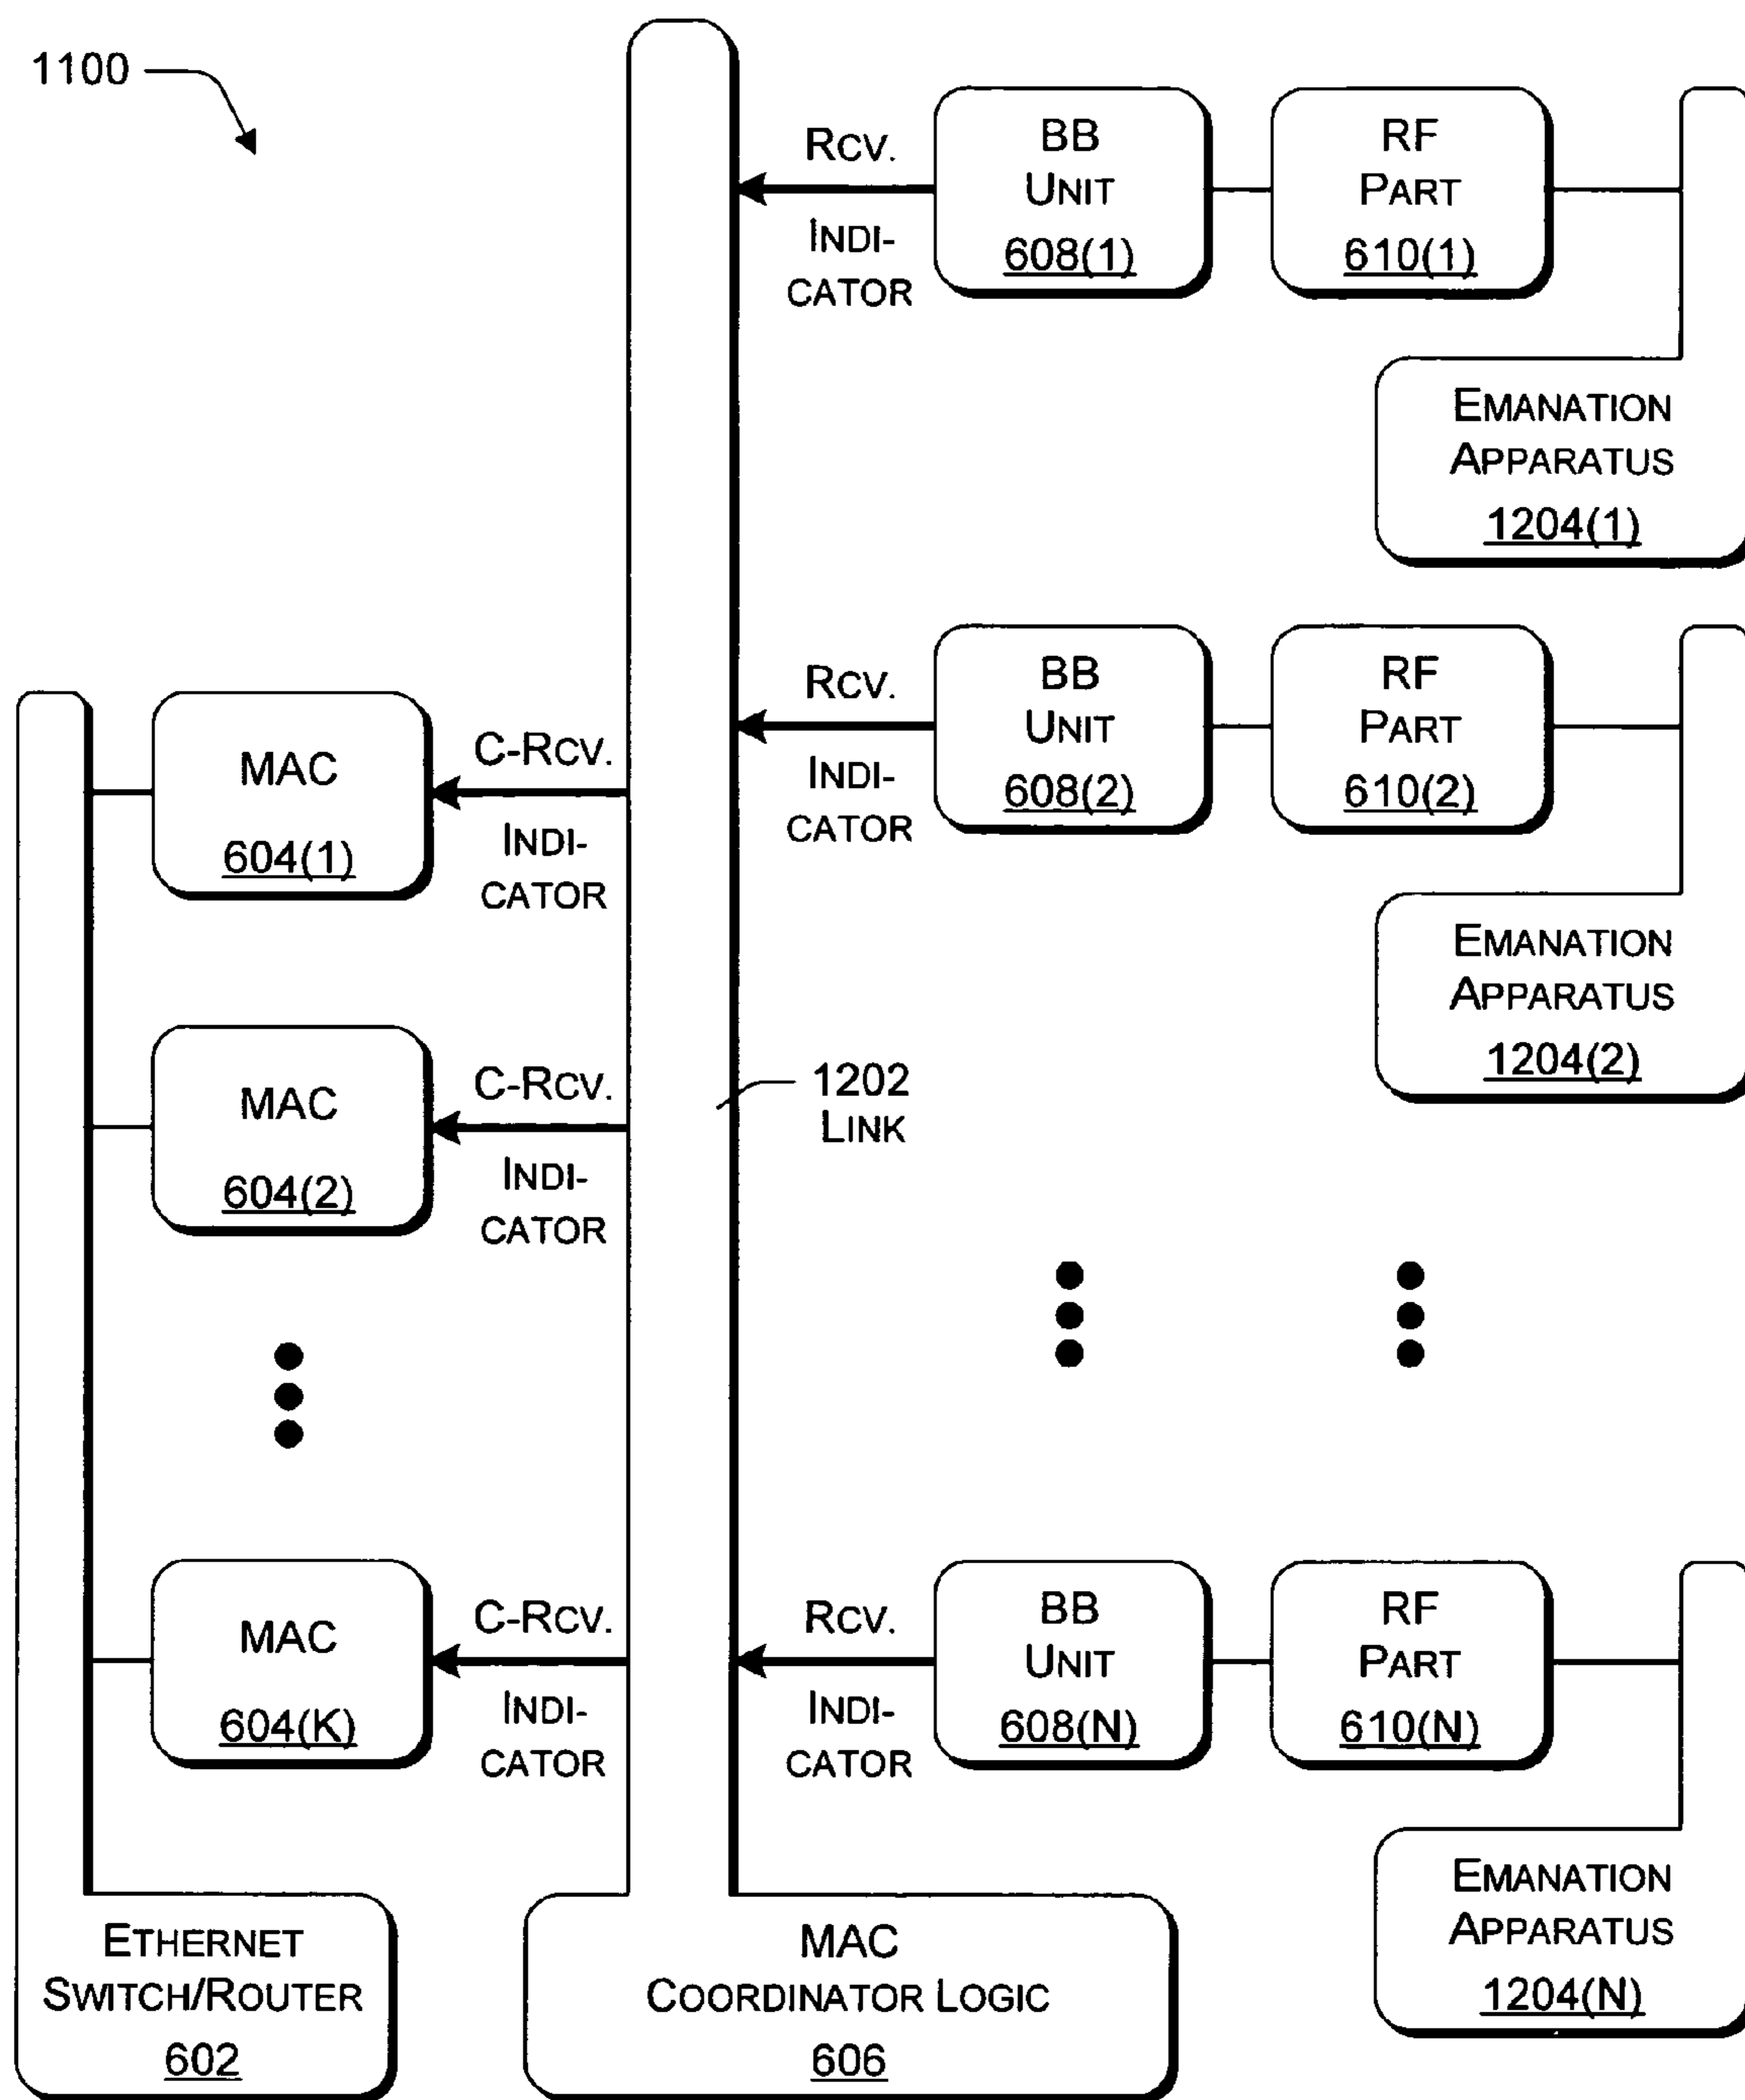 1100
RCV.
INDI-
CATOR
BB
UNIT
608(1)
RF
PART
610(1)
EMANATION
APPARATUS
1204(1)
RCV.
INDI-
CATOR
BB
UNIT
608(2)
RF
PART
610(2)
EMANATION
APPARATUS
1204(2)
MAC
604(1)
C-RCV.
INDI-
CATOR
MAC
604(2)
C-RCV.
INDI-
CATOR
1202
LINK
MAC
604(K)
C-RCV.
INDI-
CATOR
RCV.
INDI-
CATOR
BB
UNIT
608(N)
RF
PART
610(N)
EMANATION
APPARATUS
1204(N)
ETHERNET
SWITCH/ROUTER
602
MAC
COORDINATOR LOGIC
606